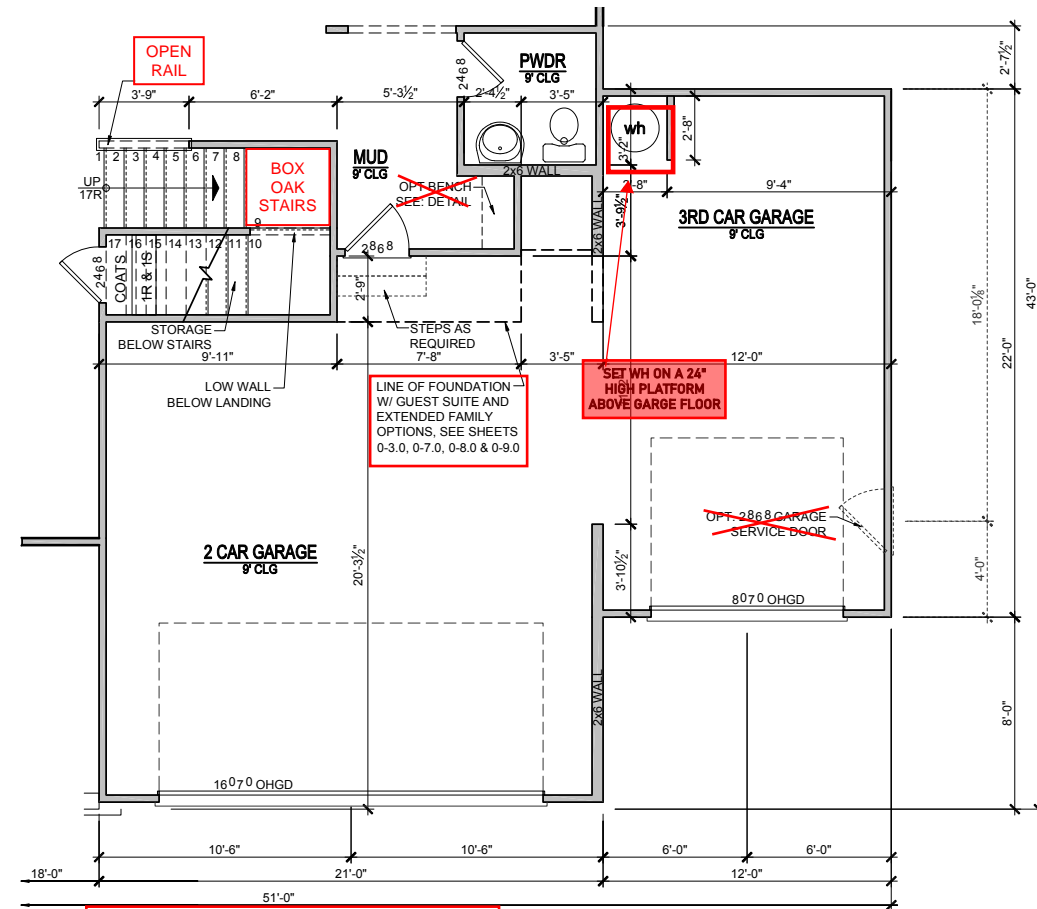 OPEN
RAIL
PWDR
9' CLG
2468
2'-7½"
3'-9"
6'-2"
5'-3½"
2'-4½"
3'-5"
wh
3'-2"
2'-8"
1 2 3 4 5 6 7 8
BOX
OAK
STAIRS
MUD
9' CLG
2x6 WALL
UP
17R
OPT BENCH
SEE: DETAIL
9'-4"
3'-9½"
2x6 WALL
3RD CAR GARAGE
9' CLG
9
17 16 15 14 13 12 11 10
2868
2468
COATS
1R & 1S
2'-9"
18'-0⅛"
43'-0"
STORAGE
BELOW STAIRS
STEPS AS
REQUIRED
9'-11"
7'-8"
3'-5"
12'-0"
22'-0"
LOW WALL
BELOW LANDING
LINE OF FOUNDATION
W/ GUEST SUITE AND
EXTENDED FAMILY
OPTIONS, SEE SHEETS
0-3.0, 0-7.0, 0-8.0 & 0-9.0
SET WH ON A 24"
HIGH PLATFORM
ABOVE GARGE FLOOR
OPT. 2868 GARAGE
SERVICE DOOR
2 CAR GARAGE
9' CLG
20'-3½"
3'-10½"
4'-0"
8070 OHGD
2x6 WALL
8'-0"
16070 OHGD
10'-6"
10'-6"
6'-0"
6'-0"
18'-0"
21'-0"
12'-0"
51'-0"